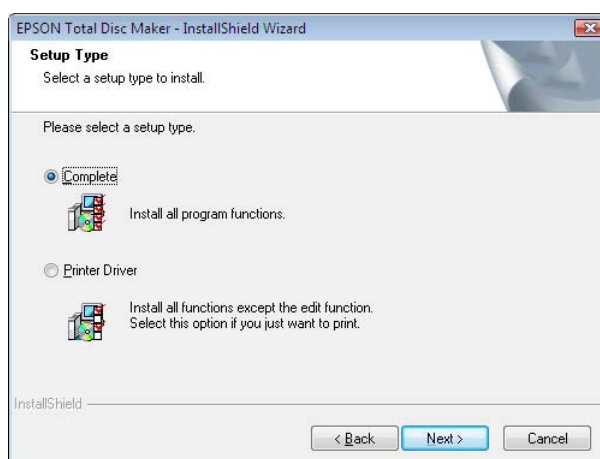 EPSON Total Disc Maker - InstallShield Wizard
Setup Type
Select a setup type to install.
Please select a setup type.
Complete
Install all program functions.
Printer Driver
Install all functions except the edit function.
Select this option if you just want to print.
InstallShield
< Back
Next >
Cancel